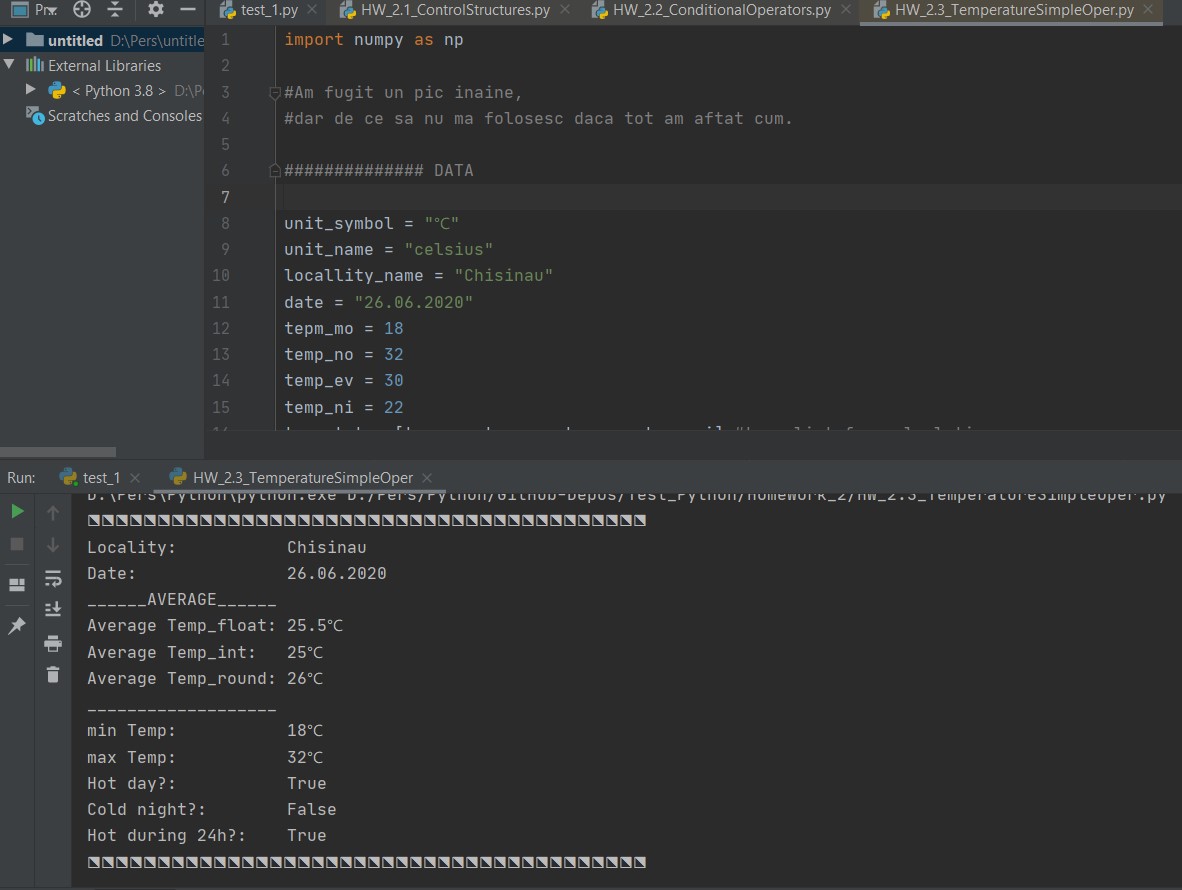 Pr
test_1.py
HW_2.1_ControlStructures.py
HW_2.2_ConditionalOperators.py
HW_2.3_TemperatureSimpleOper.py
untitled D:\Pers\untitle
External Libraries
< Python 3.8 > D:\P
Scratches and Consoles
1 import numpy as np
2
3 #Am fugit un pic inaine,
4 #dar de ce sa nu ma folosesc daca tot am aftat cum.
5
6 ############## DATA
7
8 unit_symbol = "℃"
9 unit_name = "celsius"
10 locallity_name = "Chisinau"
11 date = "26.06.2020"
12 tepm_mo = 18
13 temp_no = 32
14 temp_ev = 30
15 temp_ni = 22
Run: test_1 HW_2.3_TemperatureSimpleOper
D:\Pers\Python\python.exe D:/Pers/Python/Github-Depos/Test_Python/HomeWork_2/HW_2.3_TemperatureSimpleOper.py
⬔⬔⬔⬔⬔⬔⬔⬔⬔⬔⬔⬔⬔⬔⬔⬔⬔⬔⬔⬔⬔⬔⬔⬔⬔⬔⬔⬔⬔⬔⬔⬔⬔⬔⬔⬔⬔⬔⬔⬔
Locality: Chisinau
Date: 26.06.2020
______AVERAGE______
Average Temp_float: 25.5℃
Average Temp_int: 25℃
Average Temp_round: 26℃
___________________
min Temp: 18℃
max Temp: 32℃
Hot day?: True
Cold night?: False
Hot during 24h?: True
⬔⬔⬔⬔⬔⬔⬔⬔⬔⬔⬔⬔⬔⬔⬔⬔⬔⬔⬔⬔⬔⬔⬔⬔⬔⬔⬔⬔⬔⬔⬔⬔⬔⬔⬔⬔⬔⬔⬔⬔